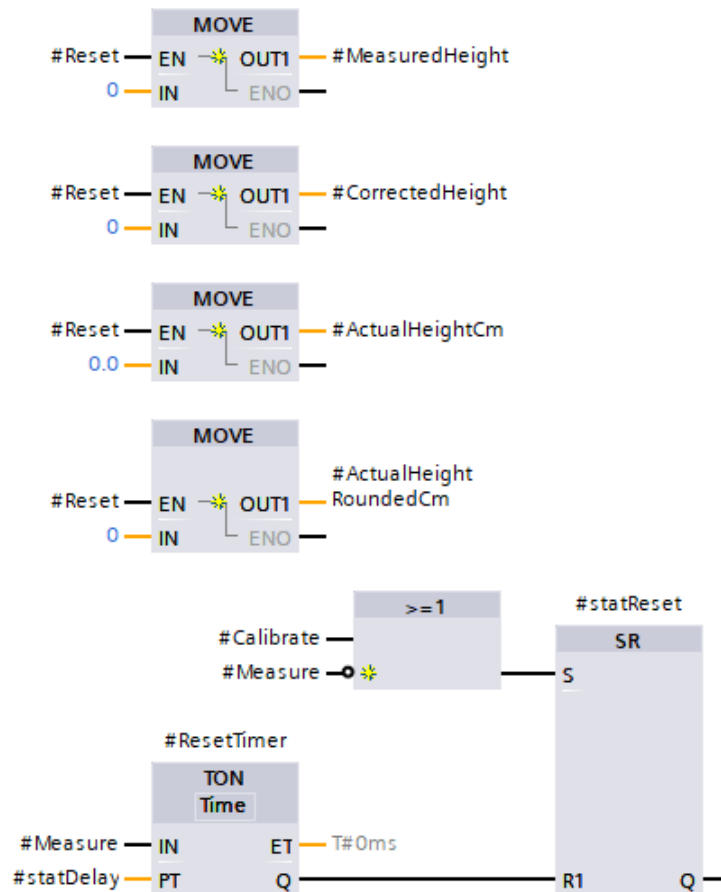 MOVE
#Reset EN OUT1 #MeasuredHeight
0 IN ENO
MOVE
#Reset EN OUT1 #CorrectedHeight
0 IN ENO
MOVE
#Reset EN OUT1 #ActualHeightCm
0.0 IN ENO
MOVE
#ActualHeight
#Reset EN OUT1 RoundedCm
0 IN ENO
>=1 #statReset
#Calibrate SR
#Measure S
#ResetTimer
TON
Time
#Measure IN ET T#0ms
#statDelay PT Q R1 Q